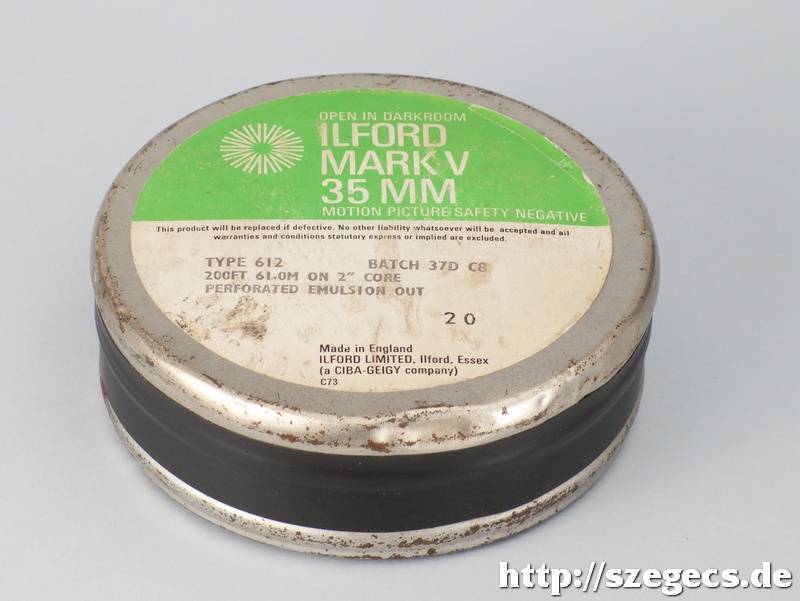 OPEN IN DARKROOM
ILFORD
MARK V
35 MM
MOTION PICTURE SAFETY NEGATIVE
This product will be replaced if defective. No other liability whatsoever will be accepted and all
warranties and conditions statutory express or implied are excluded.
TYPE 612 BATCH 37D C8
200FT 61.0M ON 2" CORE
PERFORATED EMULSION OUT
20
Made in England
ILFORD LIMITED, Ilford, Essex
(a CIBA-GEIGY company)
C73
http://szegecs.de